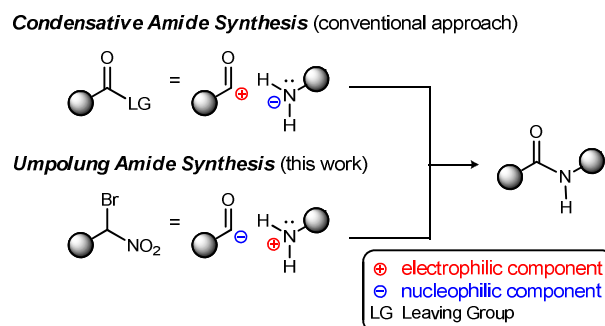 Condensative Amide Synthesis (conventional approach)
O
LG
=
O
⊕
H
N
⊖
H
Umpolung Amide Synthesis (this work)
Br
NO2
=
O
⊖
H
N
⊕
H
O
N
H
⊕ electrophilic component
⊖ nucleophilic component
LG Leaving Group